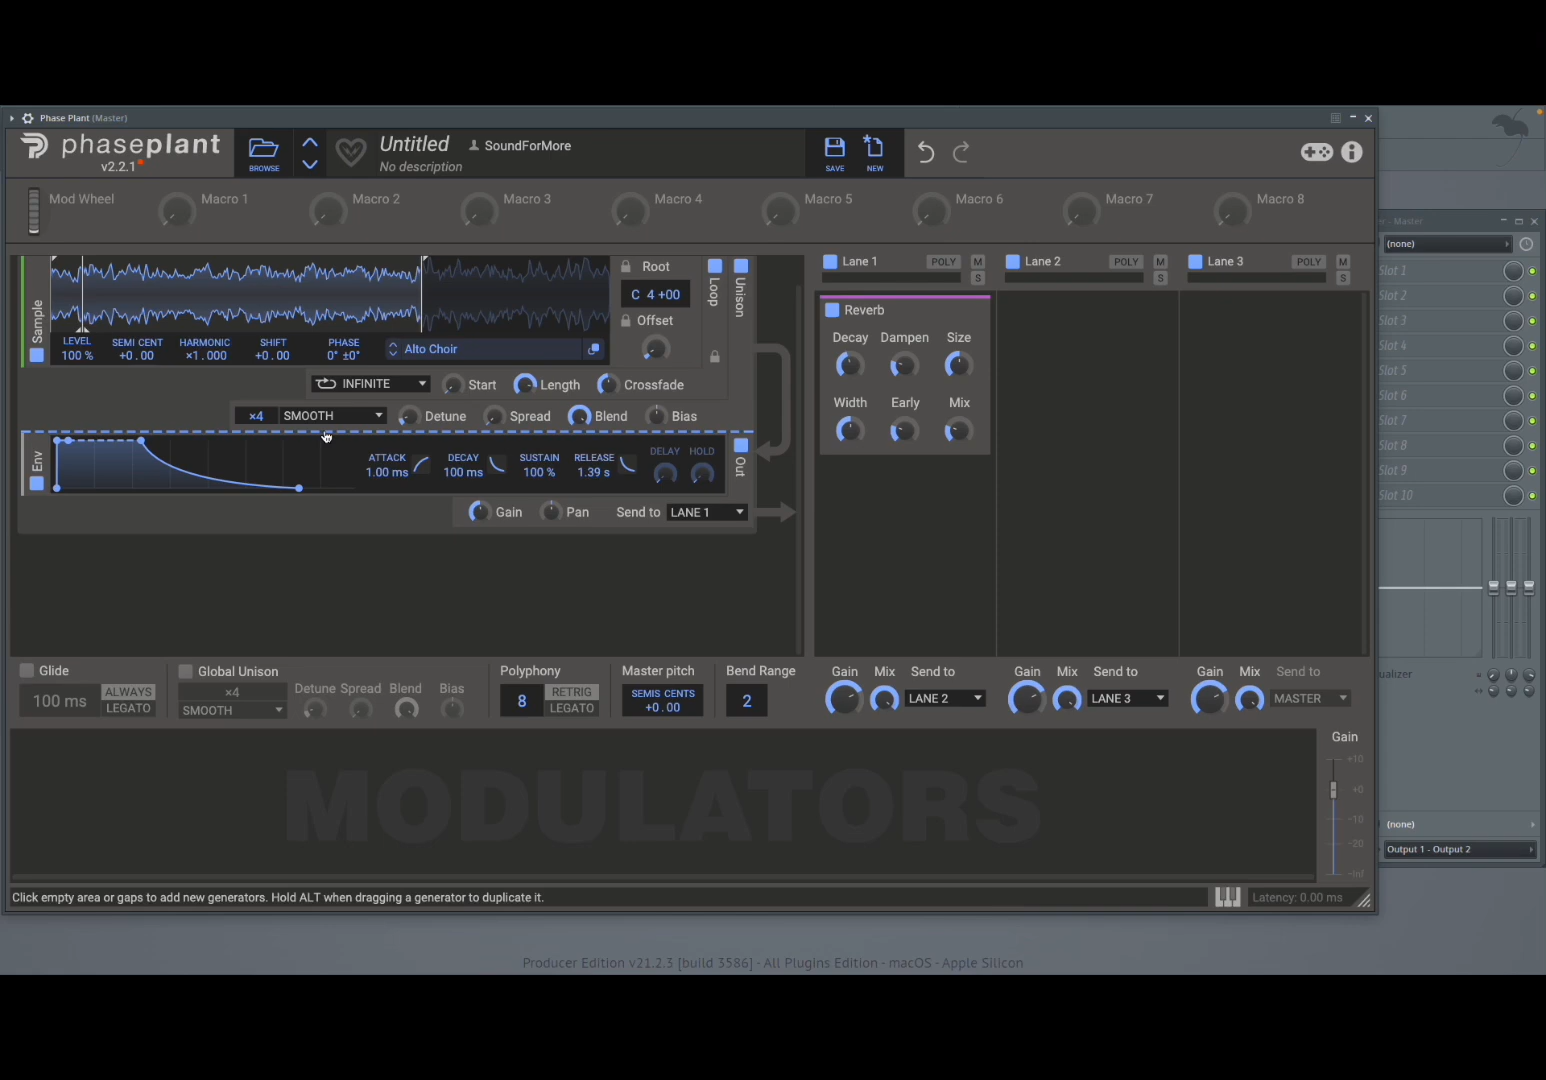 Phase Plant (Master)
phaseplant
v2.2.1
BROWSE
Untitled
SoundForMore
No description
SAVE
NEW
Mod Wheel
Macro 1
Macro 2
Macro 3
Macro 4
Macro 5
Macro 6
Macro 7
Macro 8
Sample
Root
C 4 +00
Offset
Loop
Unison
LEVEL
100 %
SEMI CENT
+0.00
HARMONIC
×1.000
SHIFT
+0.00
PHASE
0° ±0°
Alto Choir
INFINITE
Start
Length
Crossfade
×4
SMOOTH
Detune
Spread
Blend
Bias
Env
ATTACK
1.00 ms
DECAY
100 ms
SUSTAIN
100 %
RELEASE
1.39 s
DELAY
HOLD
Out
Gain
Pan
Send to
LANE 1
Lane 1
POLY
M
S
Lane 2
POLY
M
S
Lane 3
POLY
M
S
Reverb
Decay
Dampen
Size
Width
Early
Mix
Glide
100 ms
ALWAYS
LEGATO
Global Unison
×4
SMOOTH
Detune
Spread
Blend
Bias
Polyphony
8
RETRIG
LEGATO
Master pitch
SEMIS CENTS
+0.00
Bend Range
2
Gain
Mix
Send to
LANE 2
Gain
Mix
Send to
LANE 3
Gain
Mix
Send to
MASTER
MODULATORS
Gain
+10
+0
-10
-20
-Inf
Click empty area or gaps to add new generators. Hold ALT when dragging a generator to duplicate it.
Latency: 0.00 ms
- Master
(none)
Slot 1
Slot 2
Slot 3
Slot 4
Slot 5
Slot 6
Slot 7
Slot 8
Slot 9
Slot 10
ualizer
(none)
Output 1 - Output 2
Producer Edition v21.2.3 [build 3586] - All Plugins Edition - macOS - Apple Silicon